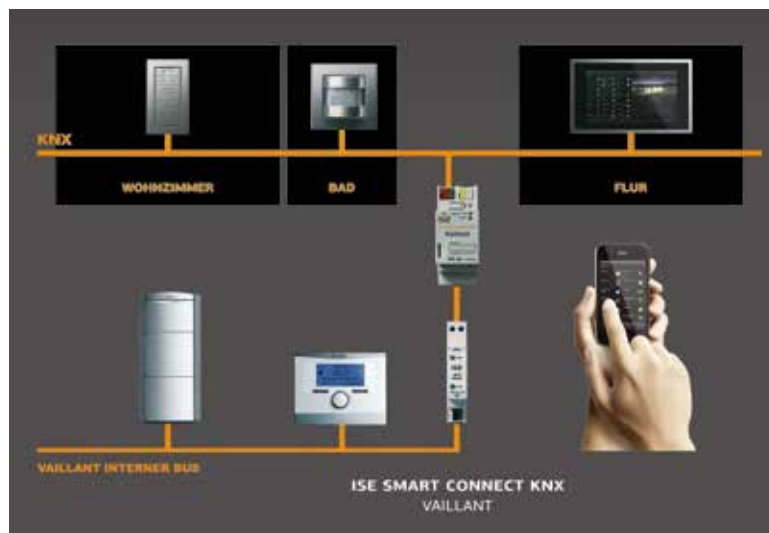 KNX
WOHNZIMMER
BAD
FLUR
VAILLANT INTERNER BUS
ISE SMART CONNECT KNX
VAILLANT